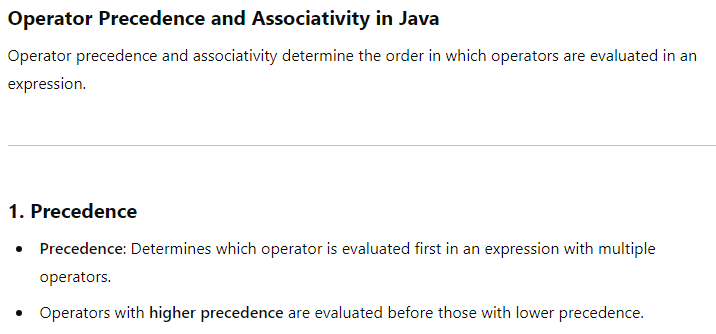 Operator Precedence and Associativity in Java
Operator precedence and associativity determine the order in which operators are evaluated in an
expression.
1. Precedence
• Precedence: Determines which operator is evaluated first in an expression with multiple
operators.
• Operators with higher precedence are evaluated before those with lower precedence.